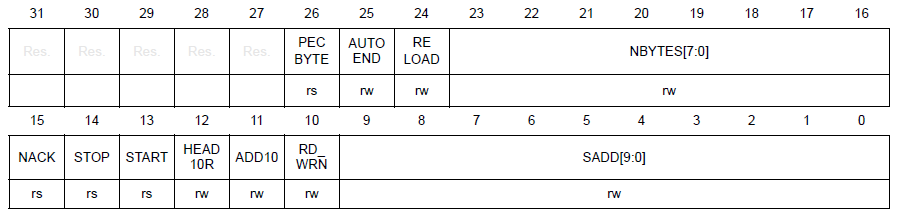 31 30 29 28 27 26 25 24 23 22 21 20 19 18 17 16
Res. Res. Res. Res. Res. PEC BYTE AUTO END RE LOAD NBYTES[7:0]
rs rw rw rw
15 14 13 12 11 10 9 8 7 6 5 4 3 2 1 0
NACK STOP START HEAD 10R ADD10 RD_WRN SADD[9:0]
rs rs rs rw rw rw rw